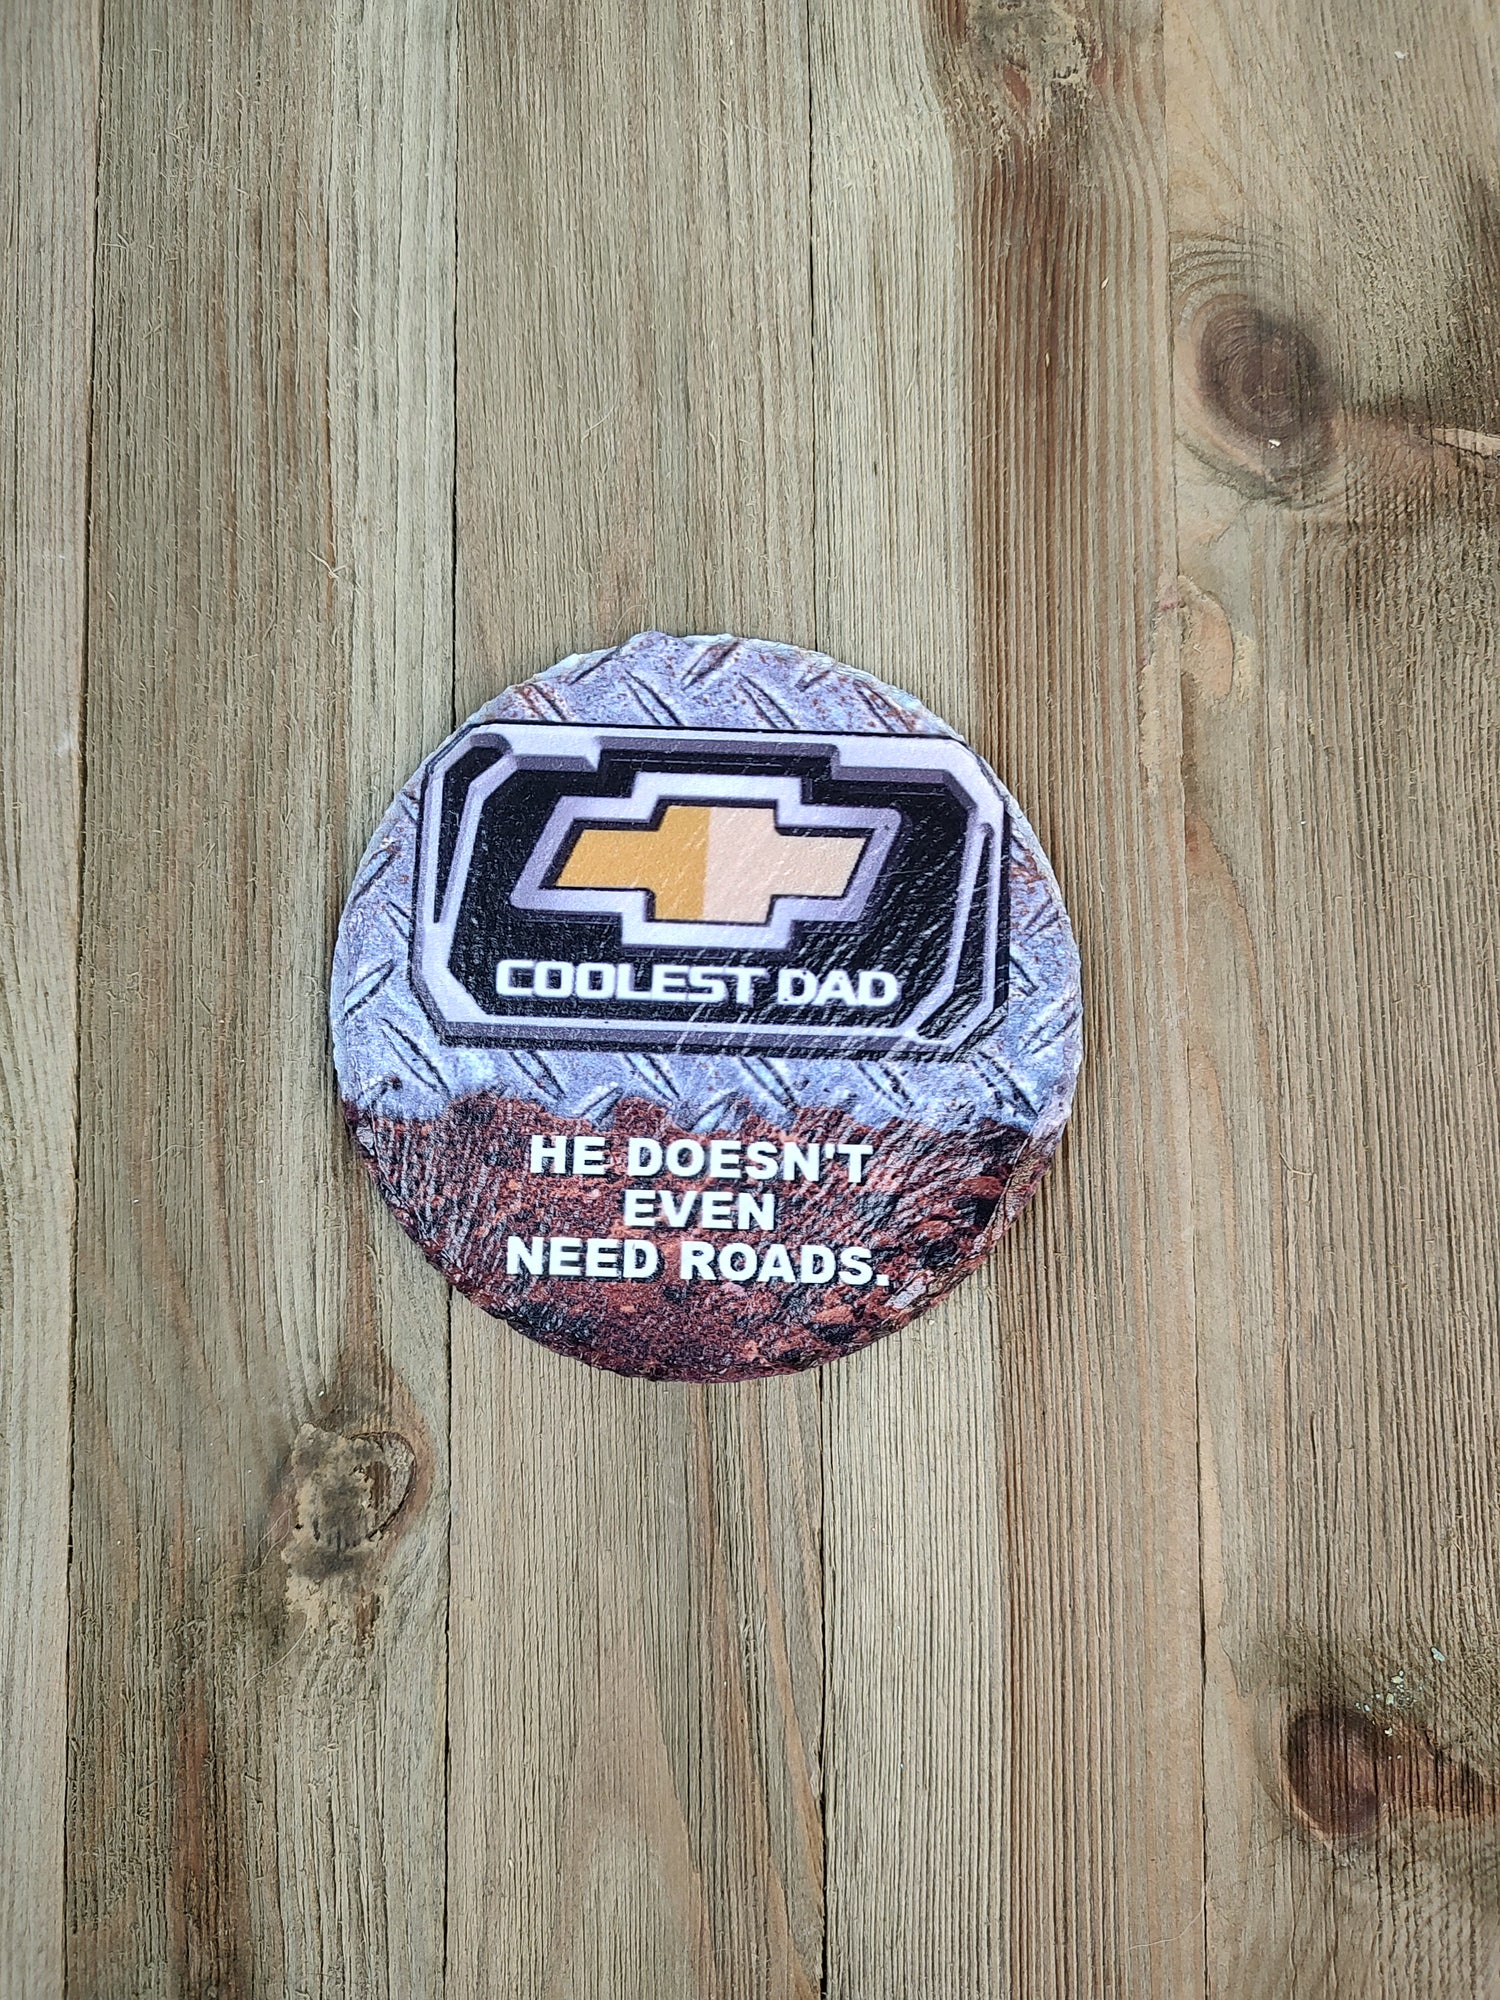 COOLEST DAD
HE DOESN'T
EVEN
NEED ROADS.